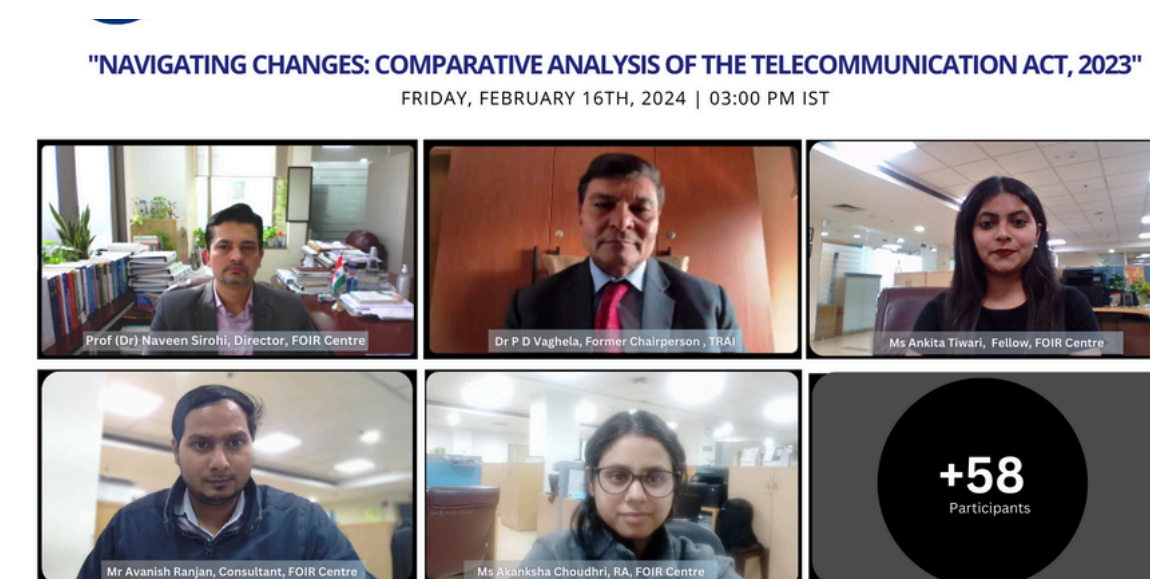 "NAVIGATING CHANGES: COMPARATIVE ANALYSIS OF THE TELECOMMUNICATION ACT, 2023"
FRIDAY, FEBRUARY 16TH, 2024 | 03:00 PM IST
Prof (Dr) Naveen Sirohi, Director, FOIR Centre
Dr P D Vaghela, Former Chairperson , TRAI
Ms Ankita Tiwari, Fellow, FOIR Centre
Mr Avanish Ranjan, Consultant, FOIR Centre
Ms Akanksha Choudhri, RA, FOIR Centre
+58
Participants